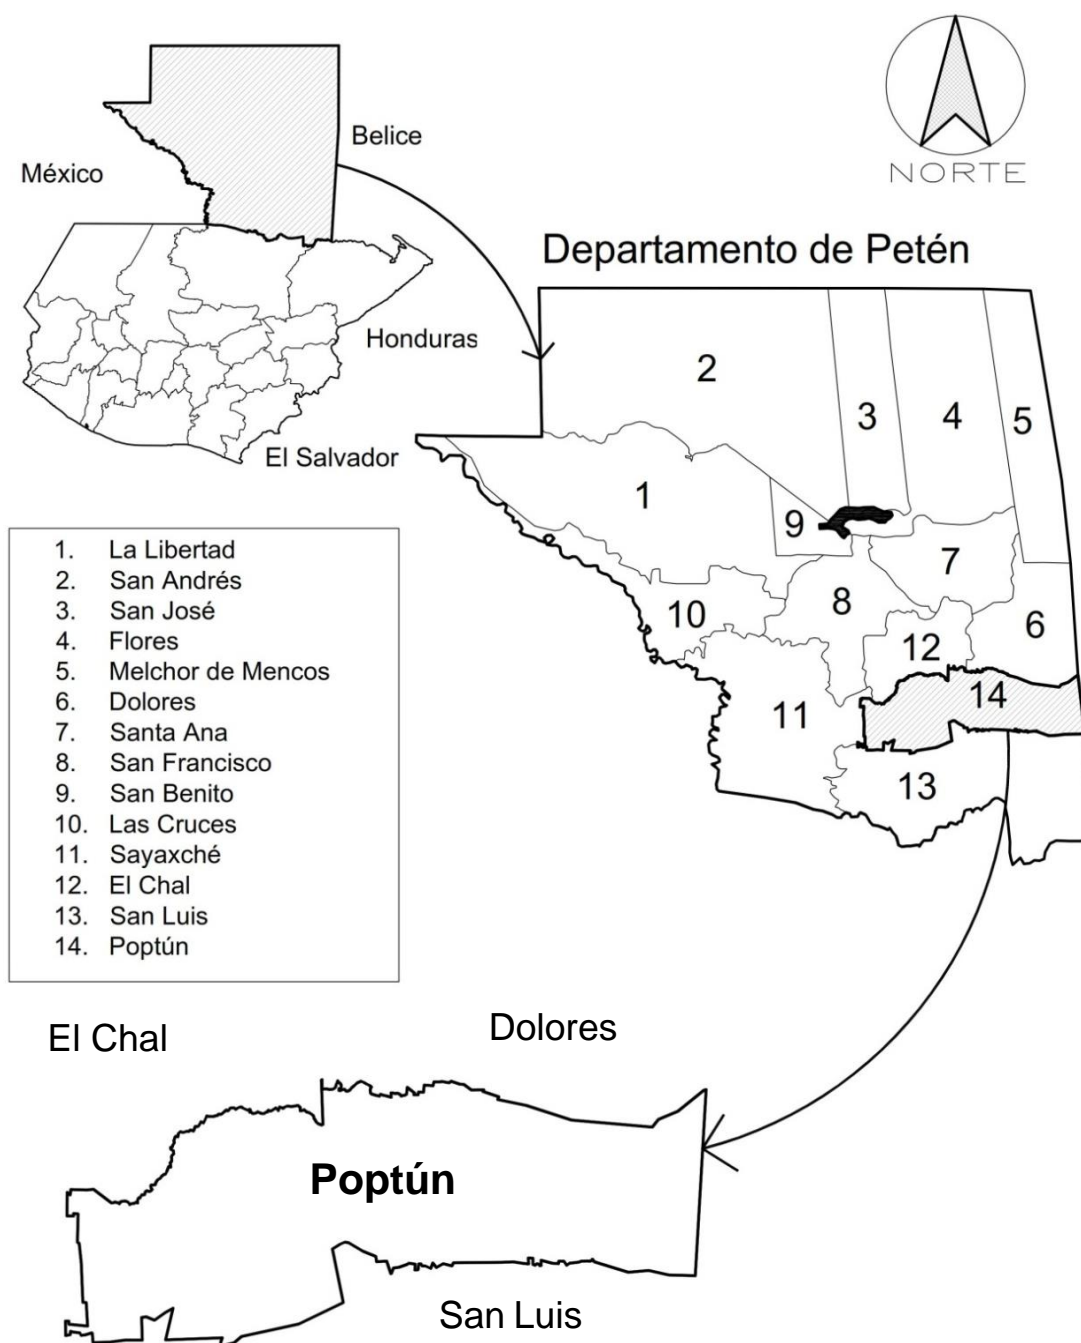 Belice
México
NORTE
Departamento de Petén
Honduras
El Salvador
2
3
4
5
1
9
7
8
10
6
12
14
11
13
1. La Libertad
2. San Andrés
3. San José
4. Flores
5. Melchor de Mencos
6. Dolores
7. Santa Ana
8. San Francisco
9. San Benito
10. Las Cruces
11. Sayaxché
12. El Chal
13. San Luis
14. Poptún
El Chal
Dolores
Poptún
San Luis